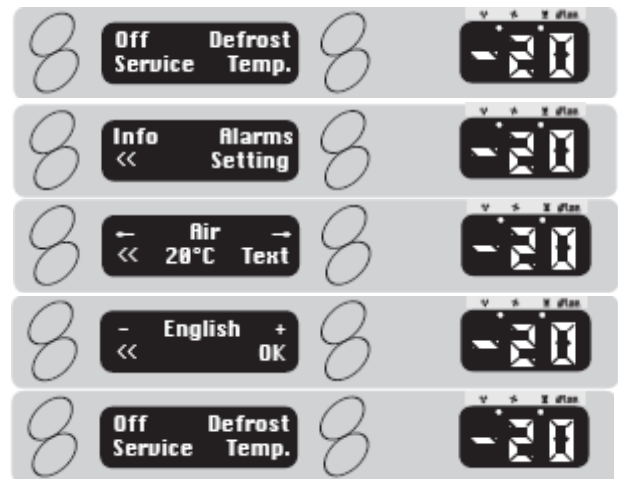 Off Defrost
Service Temp.
-20
Info Alarms
<< Setting
-20
← Air →
<< 20°C Text
-20
- English +
<< OK
-20
Off Defrost
Service Temp.
-20